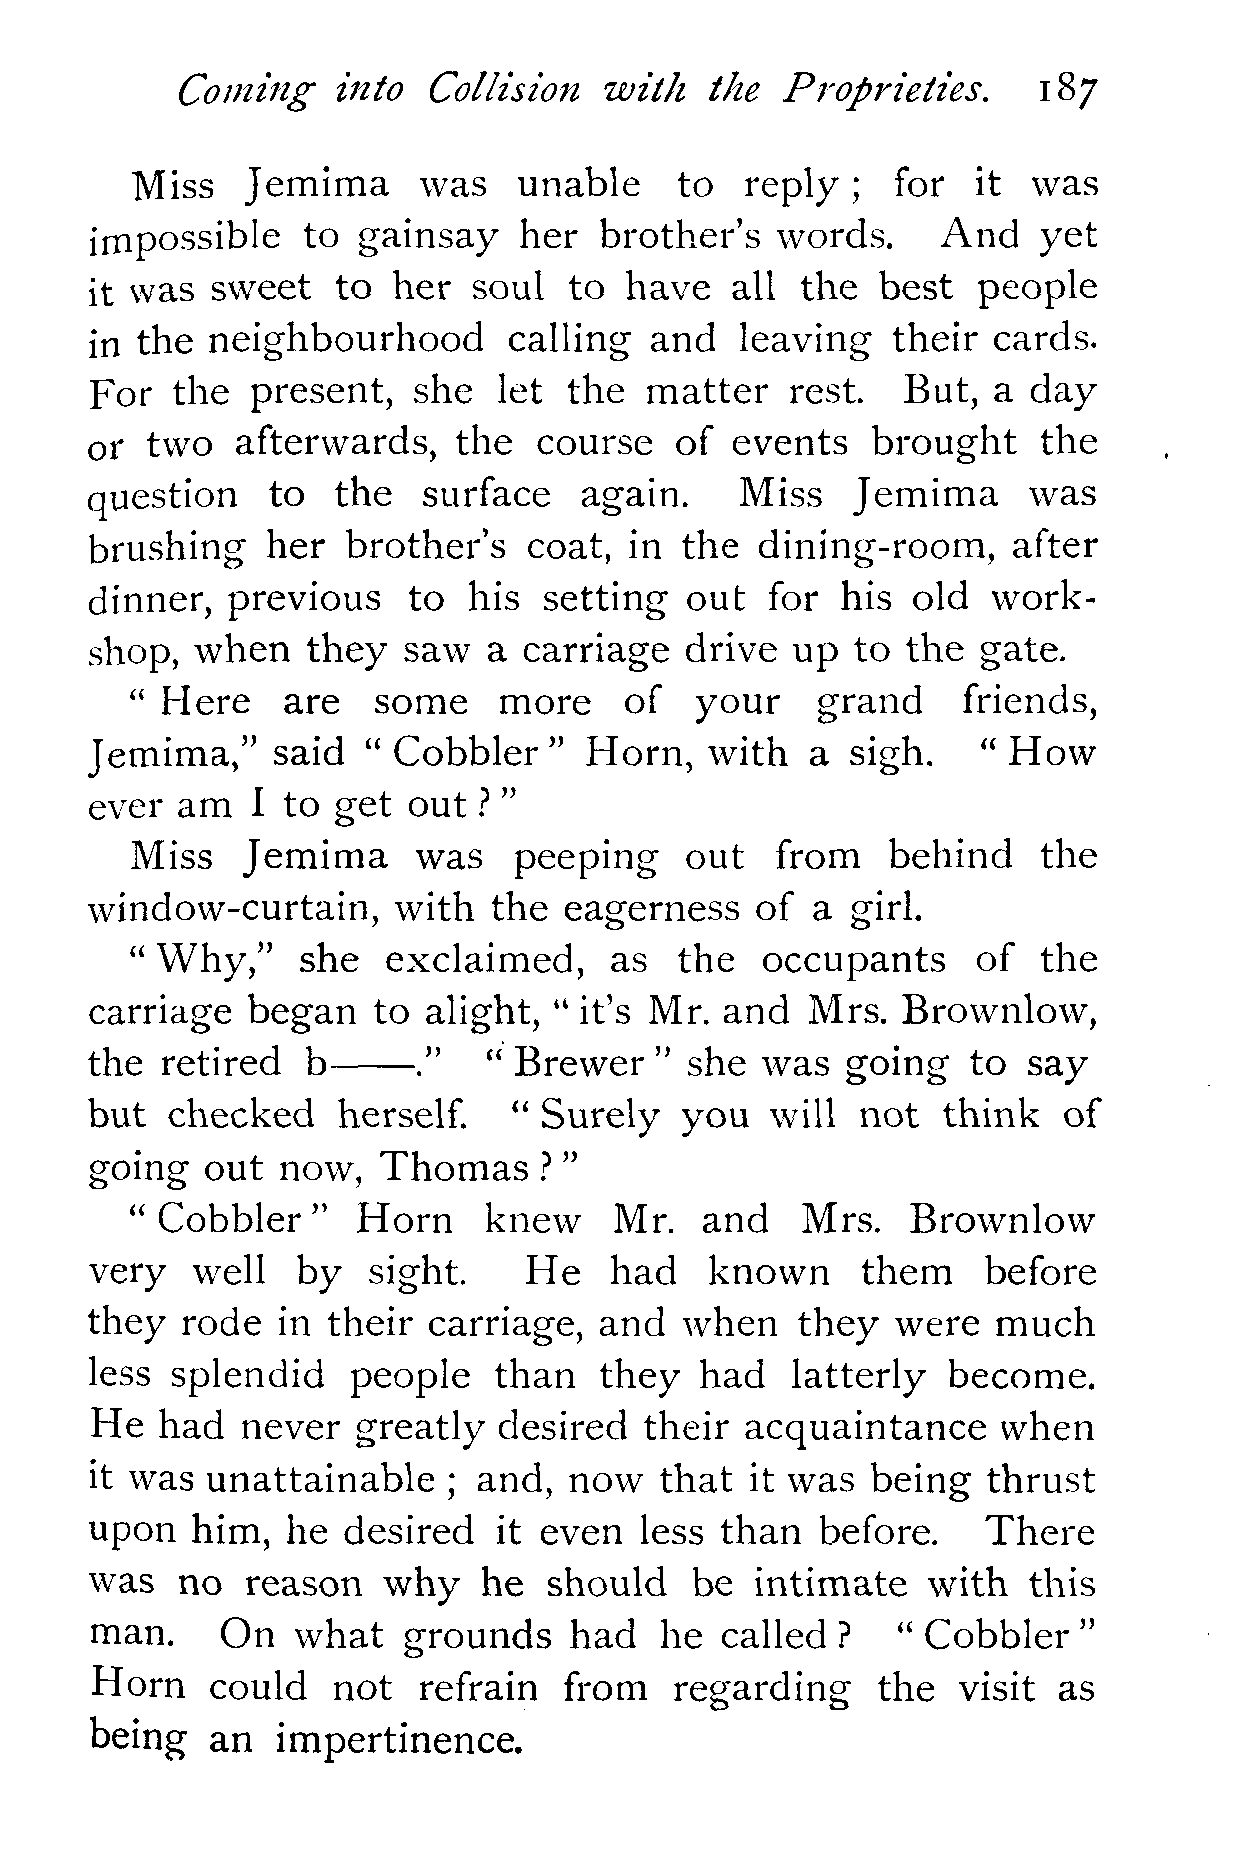 Coming into Collision with the Proprieties. 187
Miss Jemima was unable to reply ; for it was
impossible to gainsay her brother's words. And yet
it was sweet to her soul to have all the best people
in the neighbourhood calling and leaving their cards.
For the present, she let the matter rest. But, a day
or two afterwards, the course of events brought the
question to the surface again. Miss Jemima was
brushing her brother's coat, in the dining-room, after
dinner, previous to his setting out for his old work-
shop, when they saw a carriage drive up to the gate.
" Here are some more of your grand friends,
Jemima," said " Cobbler " Horn, with a sigh. " How
ever am I to get out ? "
Miss Jemima was peeping out from behind the
window-curtain, with the eagerness of a girl.
" Why," she exclaimed, as the occupants of the
carriage began to alight, " it's Mr. and Mrs. Brownlow,
the retired b——." " Brewer " she was going to say
but checked herself. " Surely you will not think of
going out now, Thomas ? "
" Cobbler " Horn knew Mr. and Mrs. Brownlow
very well by sight. He had known them before
they rode in their carriage, and when they were much
less splendid people than they had latterly become.
He had never greatly desired their acquaintance when
it was unattainable ; and, now that it was being thrust
upon him, he desired it even less than before. There
was no reason why he should be intimate with this
man. On what grounds had he called ? " Cobbler "
Horn could not refrain from regarding the visit as
being an impertinence.